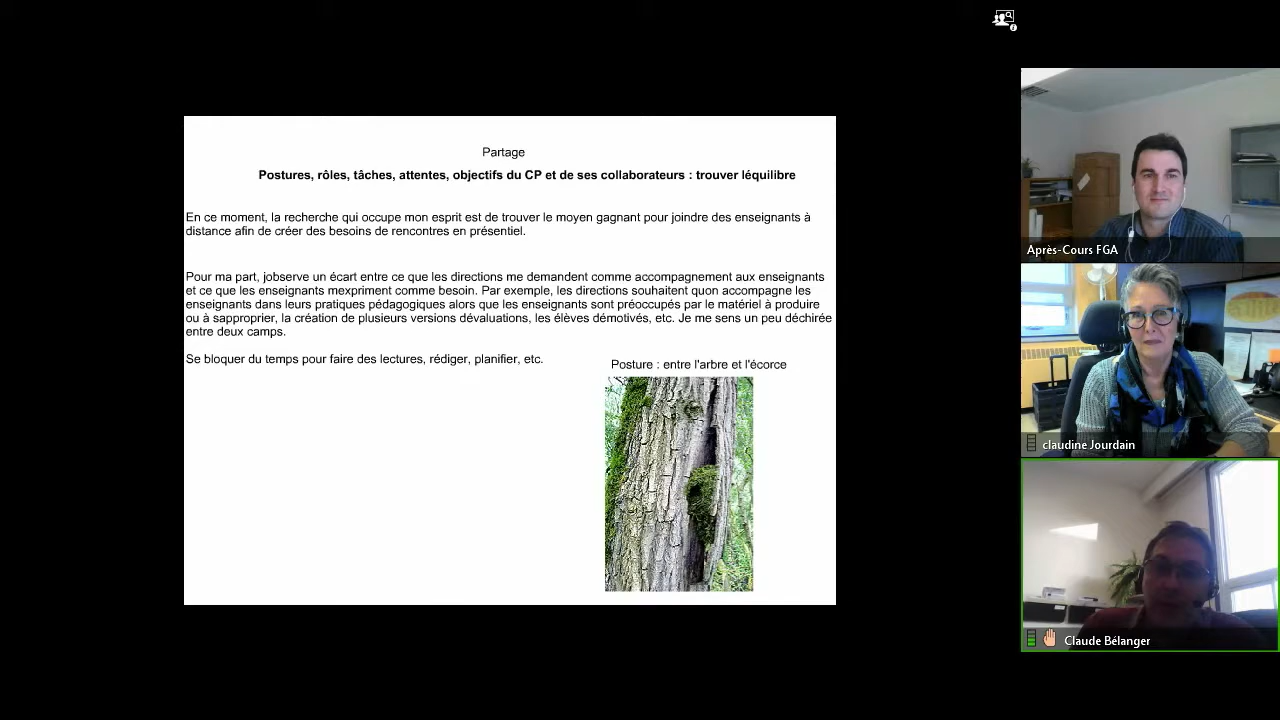 Partage
Postures, rôles, tâches, attentes, objectifs du CP et de ses collaborateurs : trouver léquilibre
En ce moment, la recherche qui occupe mon esprit est de trouver le moyen gagnant pour joindre des enseignants à
distance afin de créer des besoins de rencontres en présentiel.
Pour ma part, jobserve un écart entre ce que les directions me demandent comme accompagnement aux enseignants
et ce que les enseignants mexpriment comme besoin. Par exemple, les directions souhaitent quon accompagne les
enseignants dans leurs pratiques pédagogiques alors que les enseignants sont préoccupés par le matériel à produire
ou à sapproprier, la création de plusieurs versions dévaluations, les élèves démotivés, etc. Je me sens un peu déchirée
entre deux camps.
Se bloquer du temps pour faire des lectures, rédiger, planifier, etc.
Posture : entre l'arbre et l'écorce
Après-Cours FGA
claudine Jourdain
Claude Bélanger